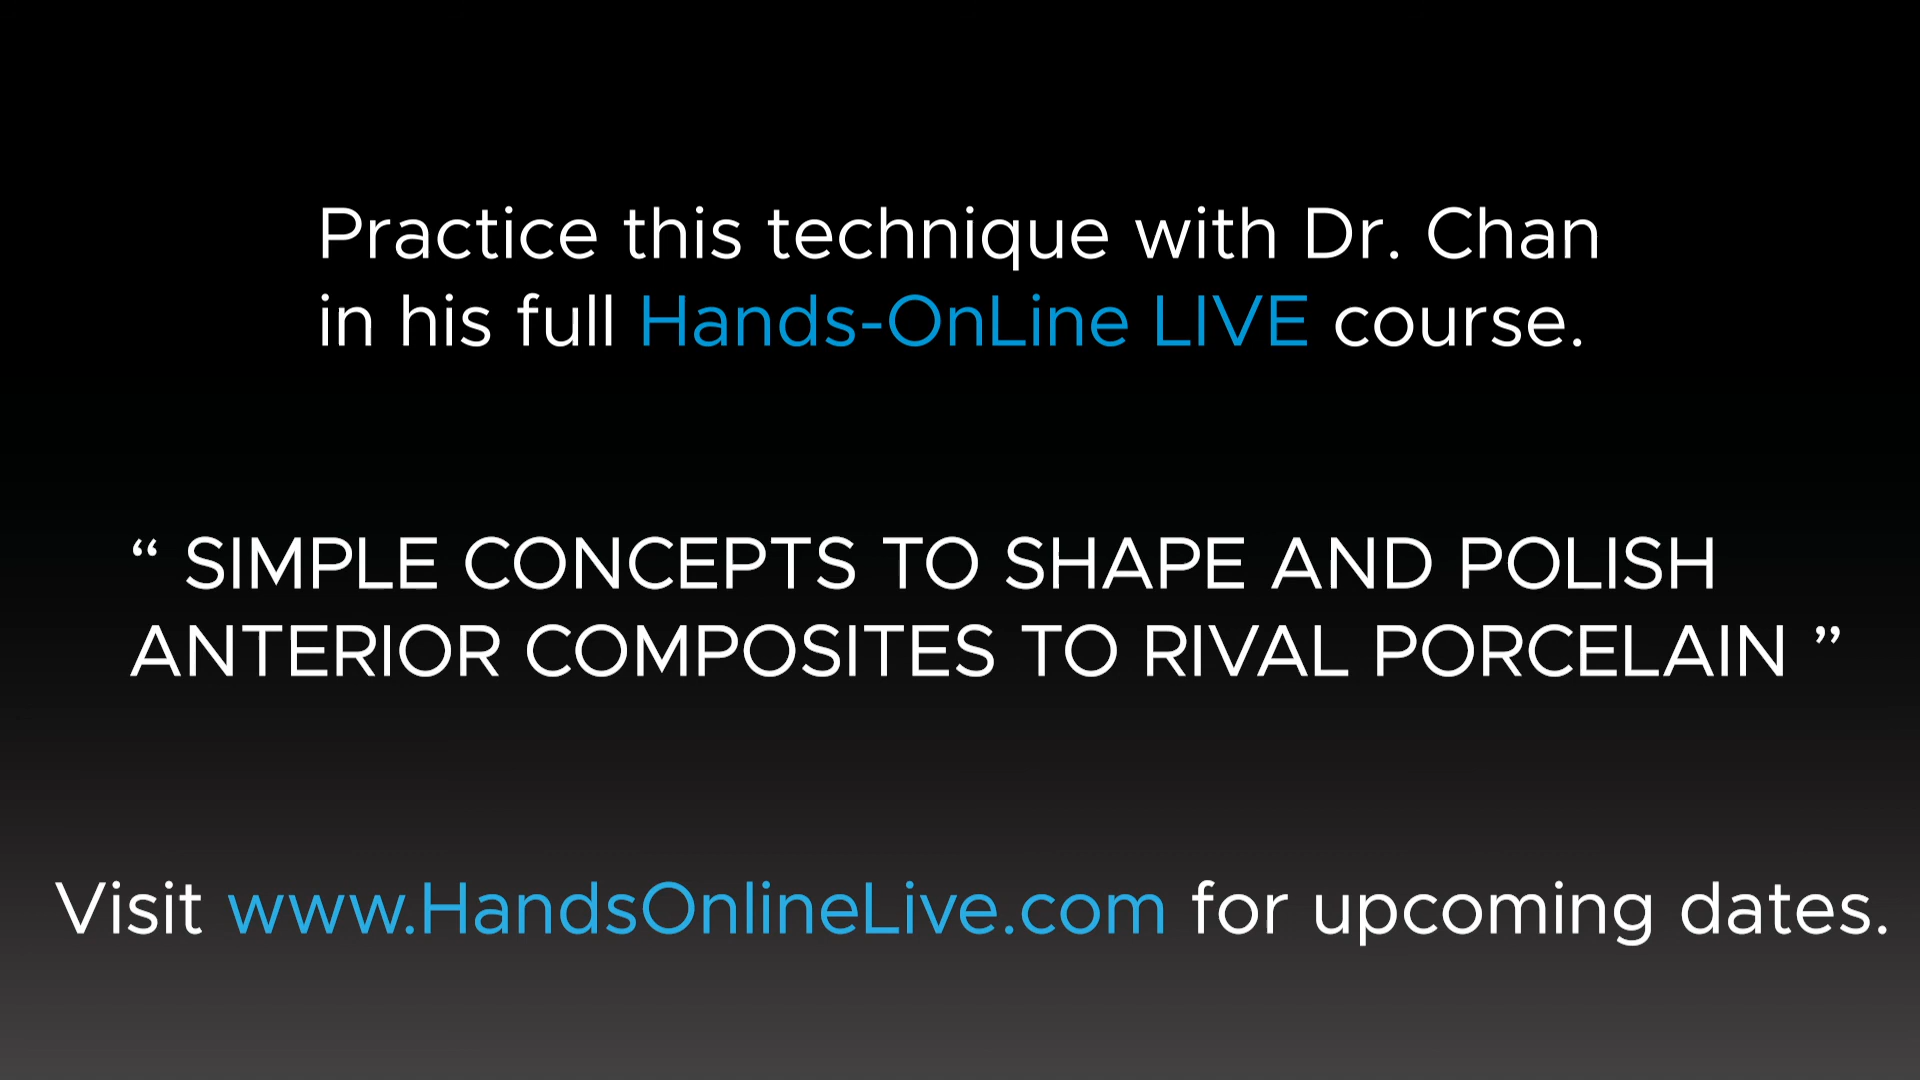 Practice this technique with Dr. Chan
in his full Hands-OnLine LIVE course.
“ SIMPLE CONCEPTS TO SHAPE AND POLISH
ANTERIOR COMPOSITES TO RIVAL PORCELAIN ”
Visit www.HandsOnlineLive.com for upcoming dates.